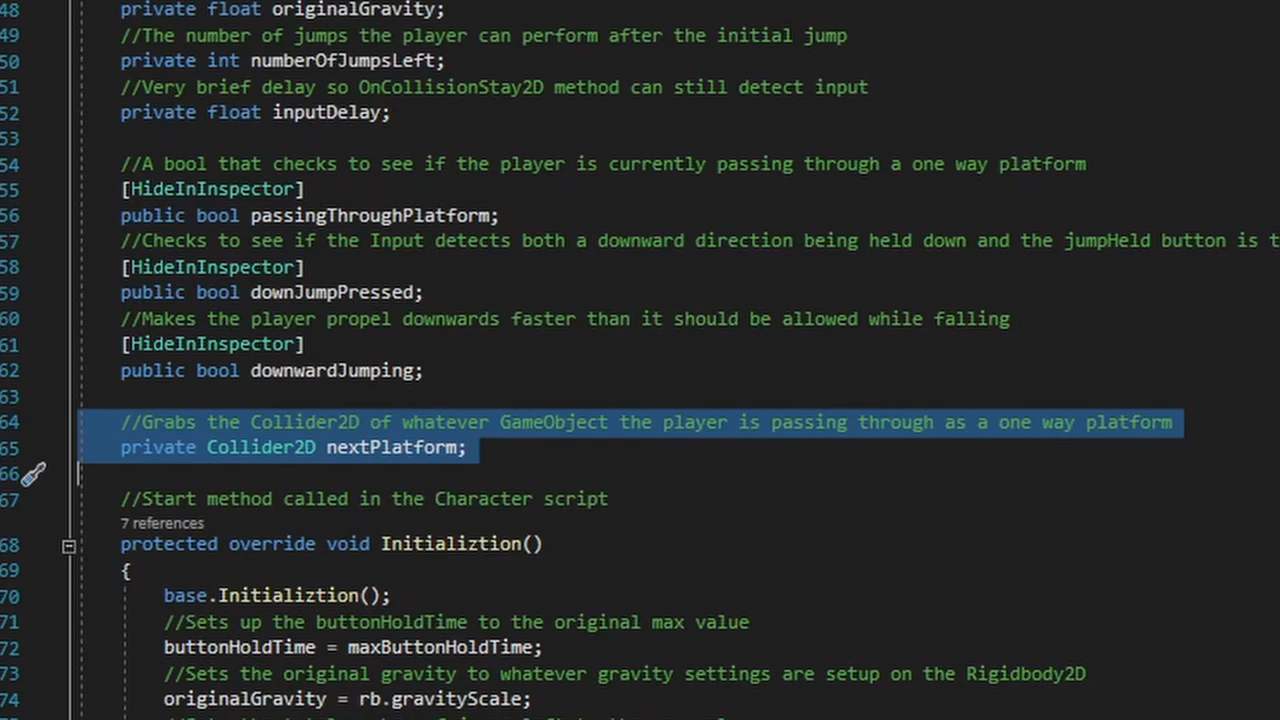 48 private float originalGravity;
49 //The number of jumps the player can perform after the initial jump
50 private int numberOfJumpsLeft;
51 //Very brief delay so OnCollisionStay2D method can still detect input
52 private float inputDelay;
53
54 //A bool that checks to see if the player is currently passing through a one way platform
55 [HideInInspector]
56 public bool passingThroughPlatform;
57 //Checks to see if the Input detects both a downward direction being held down and the jumpHeld button is t
58 [HideInInspector]
59 public bool downJumpPressed;
60 //Makes the player propel downwards faster than it should be allowed while falling
61 [HideInInspector]
62 public bool downwardJumping;
63
64 //Grabs the Collider2D of whatever GameObject the player is passing through as a one way platform
65 private Collider2D nextPlatform;
66
67 //Start method called in the Character script
7 references
68 protected override void Initializtion()
69 {
70 base.Initializtion();
71 //Sets up the buttonHoldTime to the original max value
72 buttonHoldTime = maxButtonHoldTime;
73 //Sets the original gravity to whatever gravity settings are setup on the Rigidbody2D
74 originalGravity = rb.gravityScale;